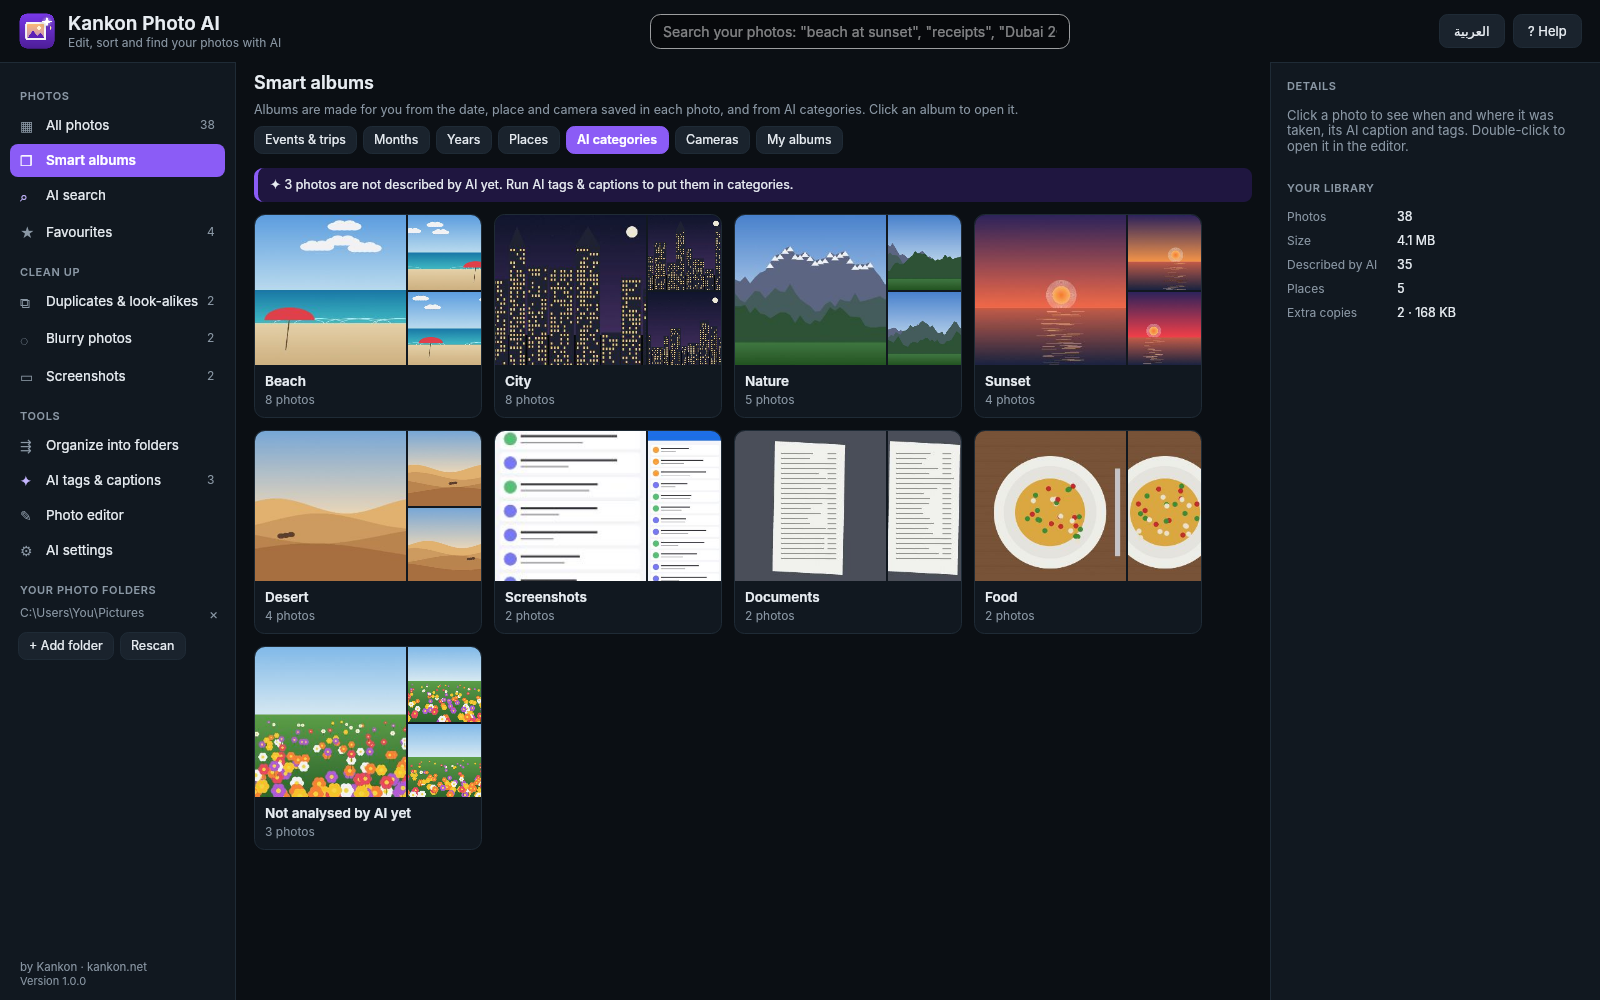 Kankon Photo AI
Edit, sort and find your photos with AI
Search your photos: "beach at sunset", "receipts", "Dubai 2
العربية
? Help
PHOTOS
All photos 38
Smart albums
AI search
Favourites 4
CLEAN UP
Duplicates & look-alikes 2
Blurry photos 2
Screenshots 2
TOOLS
Organize into folders
AI tags & captions 3
Photo editor
AI settings
YOUR PHOTO FOLDERS
C:\Users\You\Pictures ×
+ Add folder Rescan
by Kankon · kankon.net
Version 1.0.0
Smart albums
Albums are made for you from the date, place and camera saved in each photo, and from AI categories. Click an album to open it.
Events & trips Months Years Places AI categories Cameras My albums
✦ 3 photos are not described by AI yet. Run AI tags & captions to put them in categories.
Beach
8 photos
City
8 photos
Nature
5 photos
Sunset
4 photos
Desert
4 photos
Screenshots
2 photos
Documents
2 photos
Food
2 photos
Not analysed by AI yet
3 photos
DETAILS
Click a photo to see when and where it was
taken, its AI caption and tags. Double-click to
open it in the editor.
YOUR LIBRARY
Photos 38
Size 4.1 MB
Described by AI 35
Places 5
Extra copies 2 · 168 KB